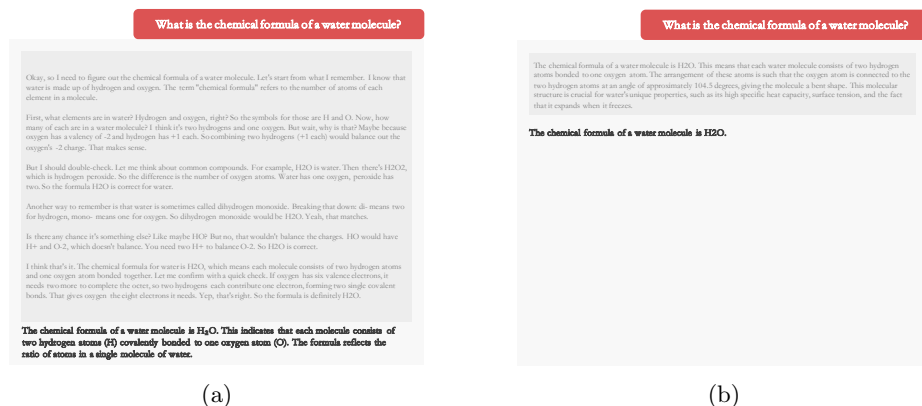 What is the chemical formula of a water molecule?
Okay, so I need to figure out the chemical formula of a water molecule. Let's start from what I remember. I know that
water is made up of hydrogen and oxygen. The term "chemical formula" refers to the number of atoms of each
element in a molecule.
First, what elements are in water? Hydrogen and oxygen, right? So the symbols for those are H and O. Now, how
many of each are in a water molecule? I think it's two hydrogens and one oxygen. But wait, why is that? Maybe because
oxygen has a valency of -2 and hydrogen has +1 each. So combining two hydrogens (+1 each) would balance out the
oxygen's -2 charge. That makes sense.
But I should double-check. Let me think about common compounds. For example, H2O is water. Then there's H2O2,
which is hydrogen peroxide. So the difference is the number of oxygen atoms. Water has one oxygen, peroxide has
two. So the formula H2O is correct for water.
Another way to remember is that water is sometimes called dihydrogen monoxide. Breaking that down: di- means two
for hydrogen, mono- means one for oxygen. So dihydrogen monoxide would be H2O. Yeah, that matches.
Is there any chance it's something else? Like maybe HO? But no, that wouldn't balance the charges. HO would have
H+ and O-2, which doesn't balance. You need two H+ to balance O-2. So H2O is correct.
I think that's it. The chemical formula for water is H2O, which means each molecule consists of two hydrogen atoms
and one oxygen atom bonded together. Let me confirm with a quick check. If oxygen has six valence electrons, it
needs two more to complete the octet, so two hydrogens each contribute one electron, forming two single covalent
bonds. That gives oxygen the eight electrons it needs. Yep, that's right. So the formula is definitely H2O.
The chemical formula of a water molecule is H₂O. This indicates that each molecule consists of
two hydrogen atoms (H) covalently bonded to one oxygen atom (O). The formula reflects the
ratio of atoms in a single molecule of water.
(a)
What is the chemical formula of a water molecule?
The chemical formula of a water molecule is H2O. This means that each water molecule consists of two hydrogen
atoms bonded to one oxygen atom. The arrangement of these atoms is such that the oxygen atom is connected to the
two hydrogen atoms at an angle of approximately 104.5 degrees, giving the molecule a bent shape. This molecular
structure is crucial for water's unique properties, such as its high specific heat capacity, surface tension, and the fact
that it expands when it freezes.
The chemical formula of a water molecule is H2O.
(b)